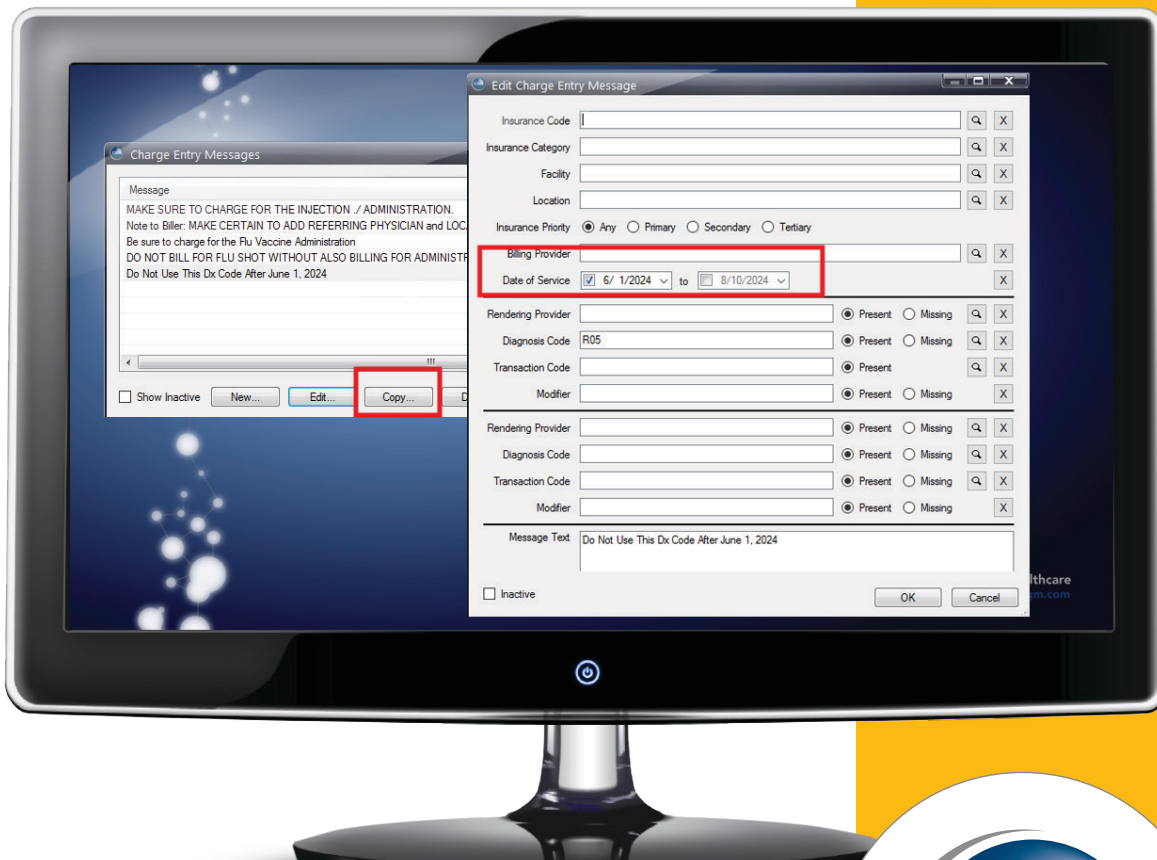 Charge Entry Messages
Message
MAKE SURE TO CHARGE FOR THE INJECTION ./ ADMINISTRATION.
Note to Biller: MAKE CERTAIN TO ADD REFERRING PHYSICIAN and
Be sure to charge for the Flu Vaccine Administration
DO NOT BILL FOR FLU SHOT WITHOUT ALSO BILLING FOR
Do Not Use This Dx Code After June 1, 2024
Show Inactive New... Edit... Copy...
Edit Charge Entry Message
Insurance Code X
Insurance Category X
Facility X
Location X
Insurance Priority Any Primary Secondary Tertiary
Billing Provider X
Date of Service 6/ 1/2024 to 8/10/2024 X
Rendering Provider Present Missing X
Diagnosis Code R05 Present Missing X
Transaction Code Present X
Modifier Present Missing X
Rendering Provider Present Missing X
Diagnosis Code Present Missing X
Transaction Code Present Missing X
Modifier Present Missing X
Message Text Do Not Use This Dx Code After June 1, 2024
Inactive OK Cancel